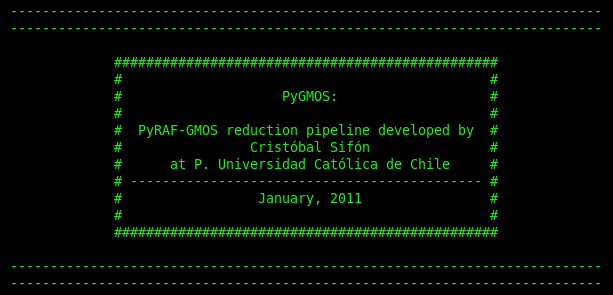 --------------------------------------------------------------------------
--------------------------------------------------------------------------
################################################
#                                              #
#                    PyGMOS:                   #
#                                              #
#  PyRAF-GMOS reduction pipeline developed by  #
#                Cristóbal Sifón               #
#      at P. Universidad Católica de Chile     #
# -------------------------------------------- #
#                 January, 2011                #
#                                              #
################################################
--------------------------------------------------------------------------
--------------------------------------------------------------------------